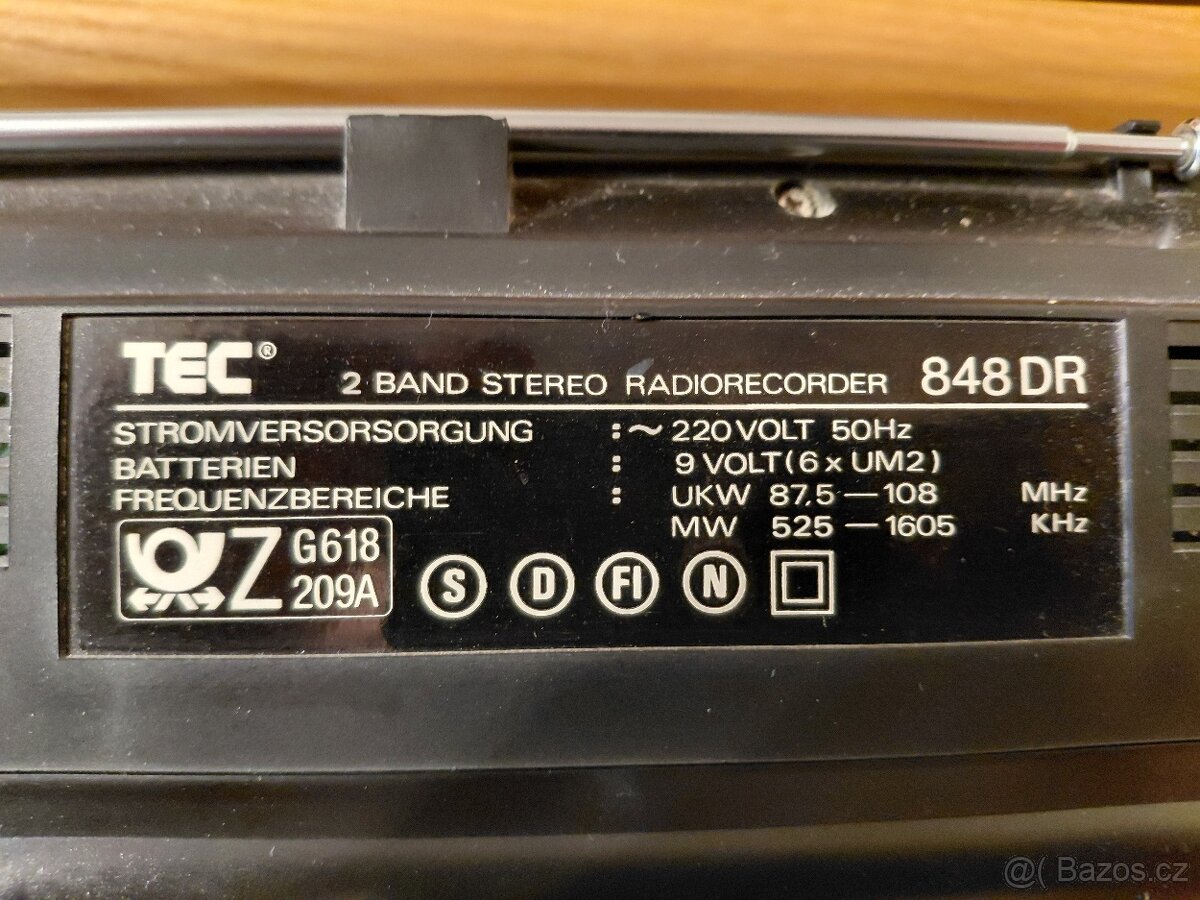 TEC® 2 BAND STEREO RADIORECORDER 848 DR
STROMVERSORSORGUNG : ~ 220 VOLT 50Hz
BATTERIEN : 9 VOLT (6 x UM2)
FREQUENZBEREICHE : UKW 87.5 — 108 MHz
MW 525 — 1605 KHz
Z G618
209A
S D FI N
@( Bazos.cz